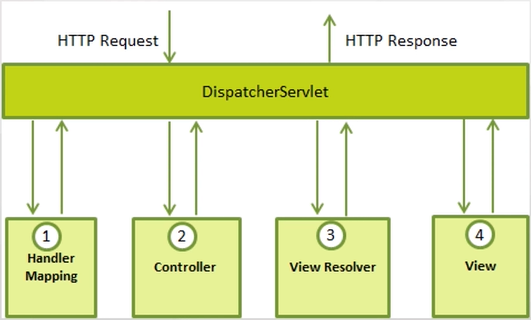 HTTP Request
HTTP Response
DispatcherServlet
1
Handler
Mapping
2
Controller
3
View Resolver
4
View